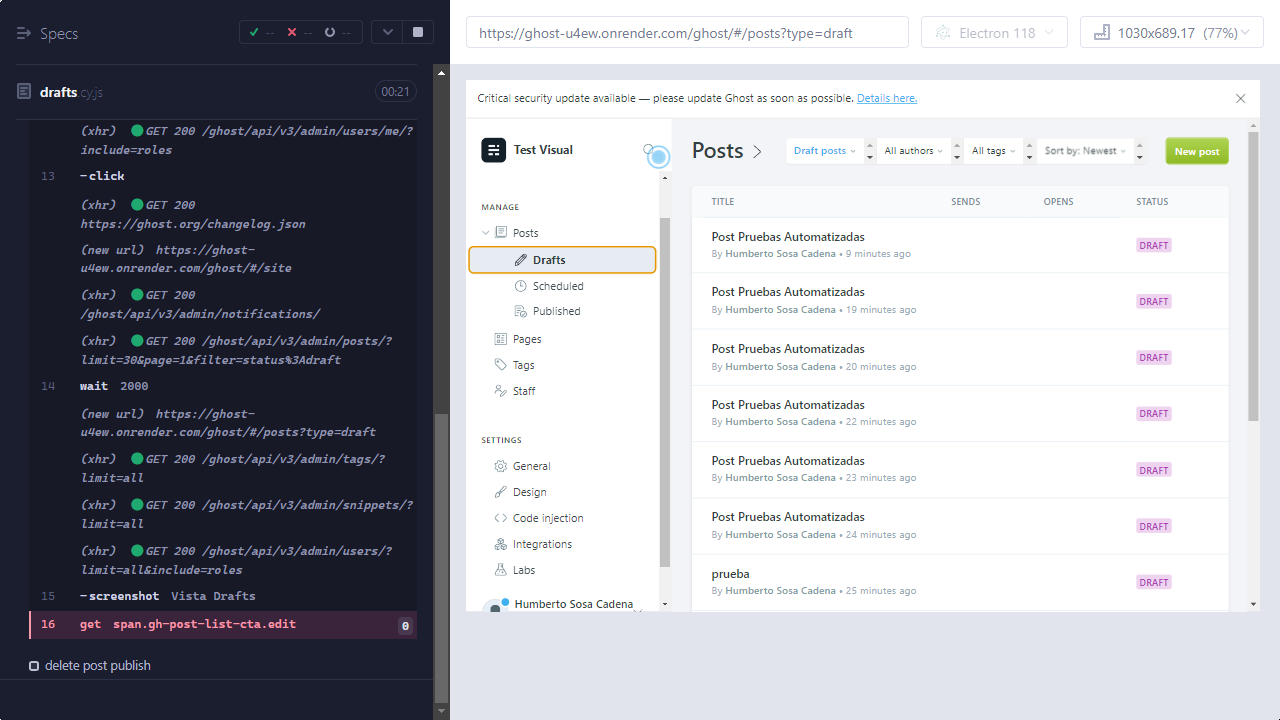 Specs
--
--
--
drafts.cy.js
00:21
(xhr) GET 200 /ghost/api/v3/admin/users/me/?
include=roles
13 -click
(xhr) GET 200
https://ghost.org/changelog.json
(new url) https://ghost-
u4ew.onrender.com/ghost/#/site
(xhr) GET 200
/ghost/api/v3/admin/notifications/
(xhr) GET 200 /ghost/api/v3/admin/posts/?
limit=30&page=1&filter=status%3Adraft
14 wait 2000
(new url) https://ghost-
u4ew.onrender.com/ghost/#/posts?type=draft
(xhr) GET 200 /ghost/api/v3/admin/tags/?
limit=all
(xhr) GET 200 /ghost/api/v3/admin/snippets/?
limit=all
(xhr) GET 200 /ghost/api/v3/admin/users/?
limit=all&include=roles
15 -screenshot Vista Drafts
16 get span.gh-post-list-cta.edit 0
delete post publish
https://ghost-u4ew.onrender.com/ghost/#/posts?type=draft
Electron 118
1030x689.17 (77%)
Critical security update available — please update Ghost as soon as possible. Details here.
Test Visual
MANAGE
Posts
Drafts
Scheduled
Published
Pages
Tags
Staff
SETTINGS
General
Design
Code injection
Integrations
Labs
Humberto Sosa Cadena
Posts
Draft posts
All authors
All tags
Sort by: Newest
New post
TITLE SENDS OPENS STATUS
Post Pruebas Automatizadas
By Humberto Sosa Cadena • 9 minutes ago
DRAFT
Post Pruebas Automatizadas
By Humberto Sosa Cadena • 19 minutes ago
DRAFT
Post Pruebas Automatizadas
By Humberto Sosa Cadena • 20 minutes ago
DRAFT
Post Pruebas Automatizadas
By Humberto Sosa Cadena • 22 minutes ago
DRAFT
Post Pruebas Automatizadas
By Humberto Sosa Cadena • 23 minutes ago
DRAFT
Post Pruebas Automatizadas
By Humberto Sosa Cadena • 24 minutes ago
DRAFT
prueba
By Humberto Sosa Cadena • 25 minutes ago
DRAFT